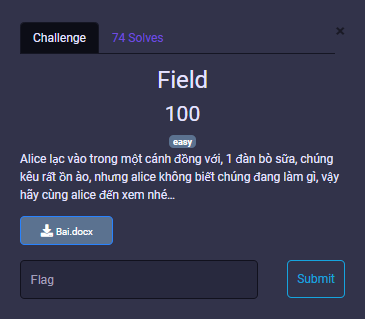 Challenge
74 Solves
×
Field
100
easy
Alice lạc vào trong một cánh đồng với, 1 đàn bò sữa, chúng
kêu rất ồn ào, nhưng alice không biết chúng đang làm gì, vậy
hãy cùng alice đến xem nhé...
Bai.docx
Flag
Submit